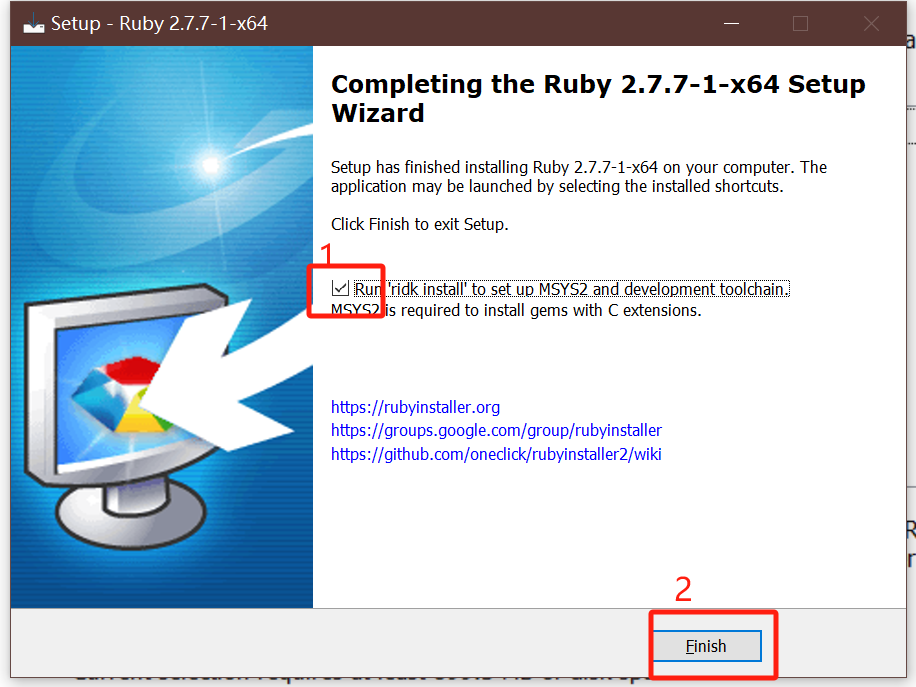 Setup - Ruby 2.7.7-1-x64
Completing the Ruby 2.7.7-1-x64 Setup
Wizard
Setup has finished installing Ruby 2.7.7-1-x64 on your computer. The
application may be launched by selecting the installed shortcuts.
Click Finish to exit Setup.
1
Run 'ridk install' to set up MSYS2 and development toolchain.
MSYS2 is required to install gems with C extensions.
https://rubyinstaller.org
https://groups.google.com/group/rubyinstaller
https://github.com/oneclick/rubyinstaller2/wiki
2
Finish